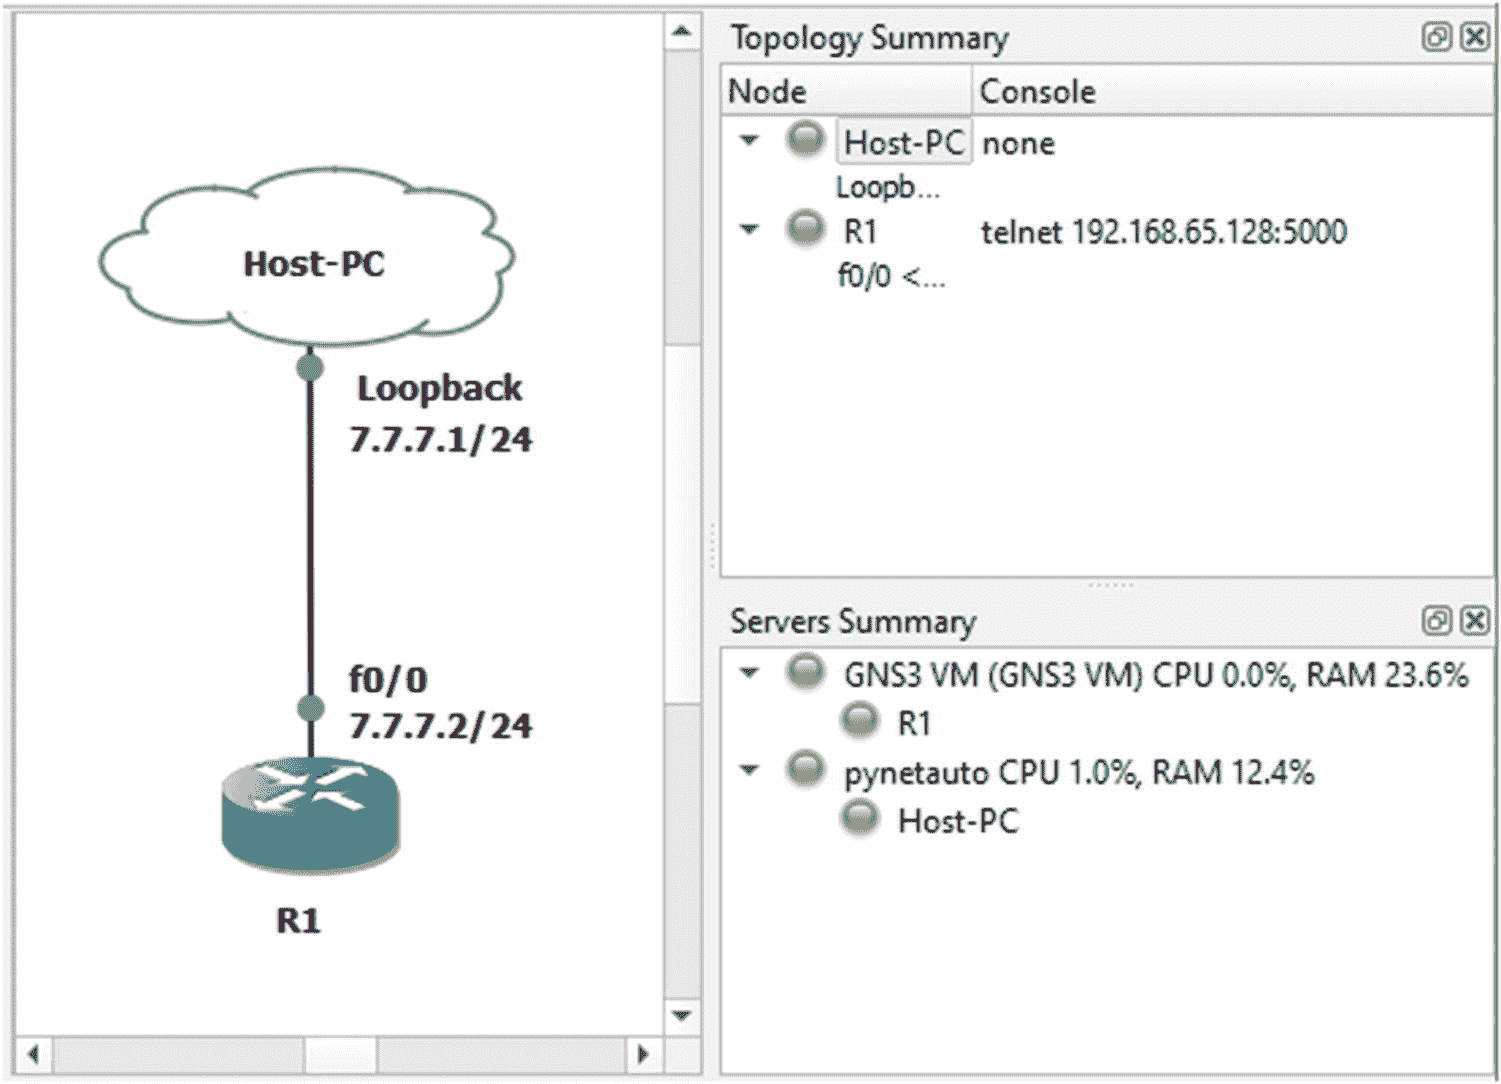 Host-PC
Loopback
7.7.7.1/24
f0/0
7.7.7.2/24
R1
Topology Summary
Node Console
Host-PC none
Loopb...
R1 telnet 192.168.65.128:5000
f0/0 <...
Servers Summary
GNS3 VM (GNS3 VM) CPU 0.0%, RAM 23.6%
R1
pynetauto CPU 1.0%, RAM 12.4%
Host-PC